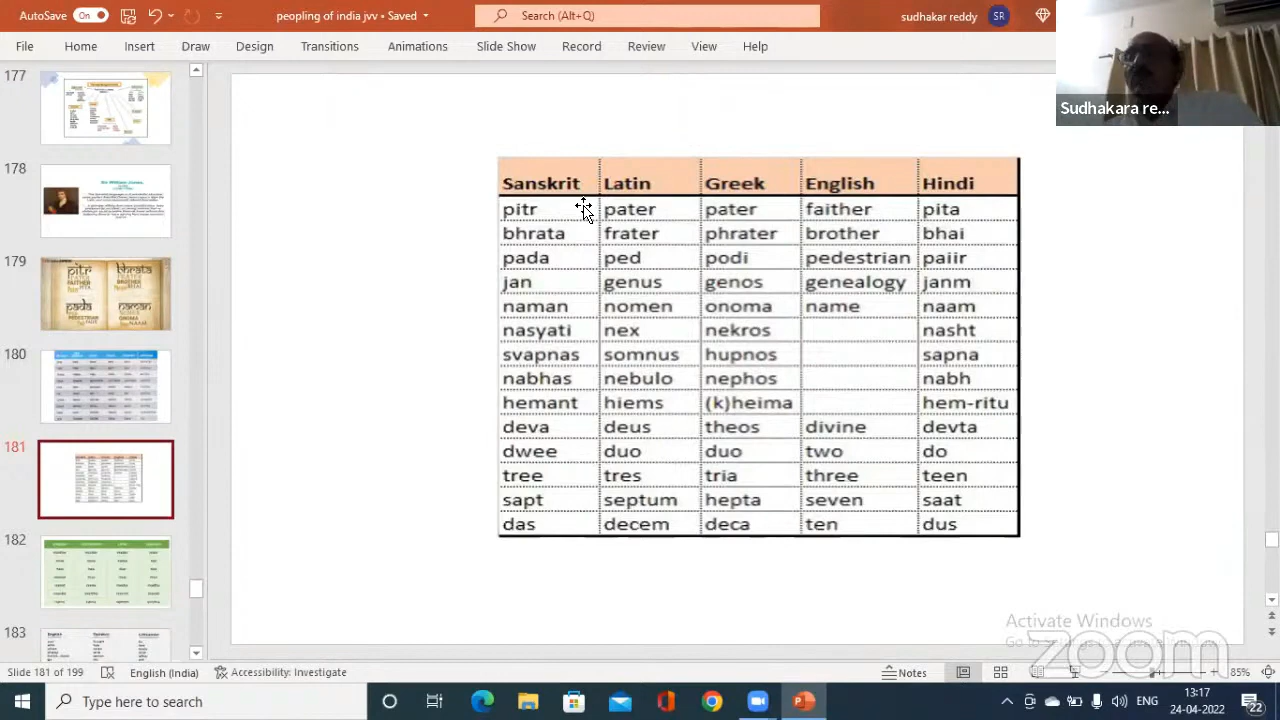 peopling of india jvv • Saved
Search (Alt+Q)
sudhakar reddy
SR
File Home Insert Draw Design Transitions Animations Slide Show Record Review View Help
Sudhakara re...
177
178
179
180
181
182
183
Sanskrit Latin Greek English Hindi
pitr pater pater faither pita
bhrata frater phrater brother bhai
pada ped podi pedestrian paiir
jan genus genos genealogy janm
naman nomen onoma name naam
nasyati nex nekros nasht
svapnas somnus hupnos sapna
nabhas nebulo nephos nabh
hemant hiems (k)heima hem-ritu
deva deus theos divine devta
dwee duo duo two do
tree tres tria three teen
sapt septum hepta seven saat
das decem deca ten dus
Activate Windows
zoom
Slide 181 of 199 English (India) Accessibility: Investigate Notes 85%
Type here to search
ENG
13:17
24-04-2022
22